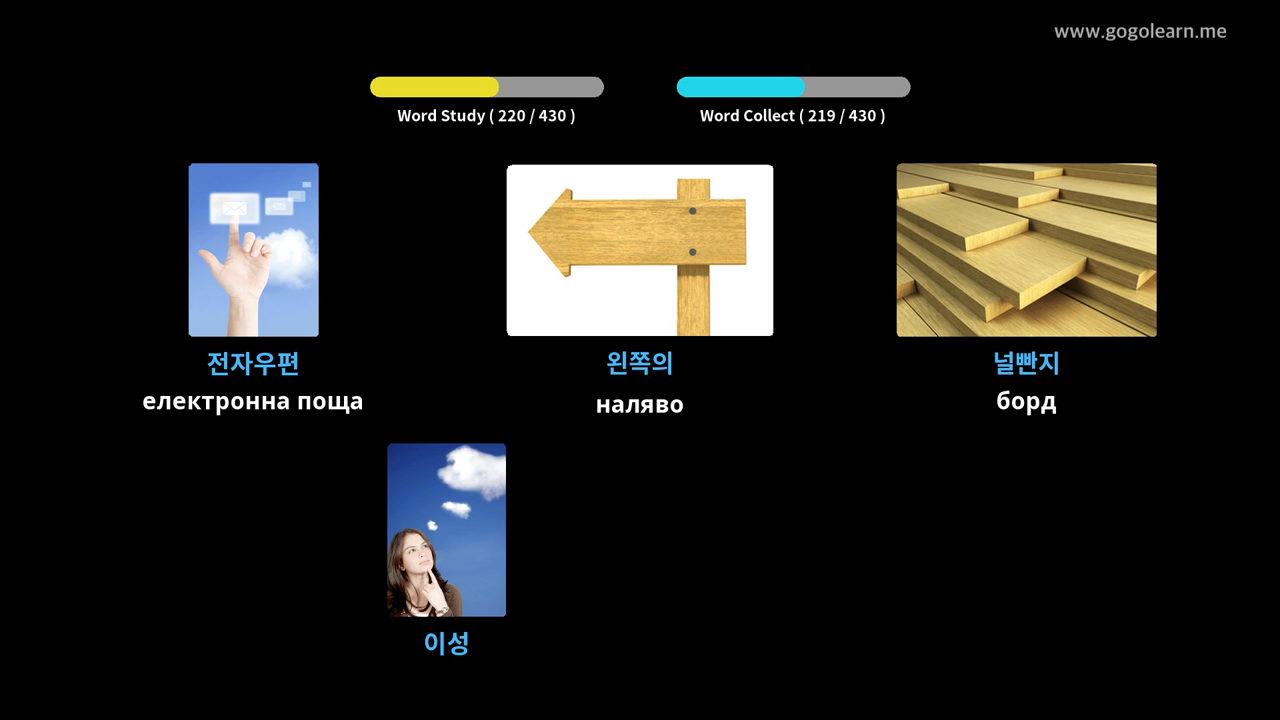 www.gogolearn.me
Word Study ( 220 / 430 )
Word Collect ( 219 / 430 )
전자우편
електронна поща
왼쪽의
наляво
널빤지
борд
이성